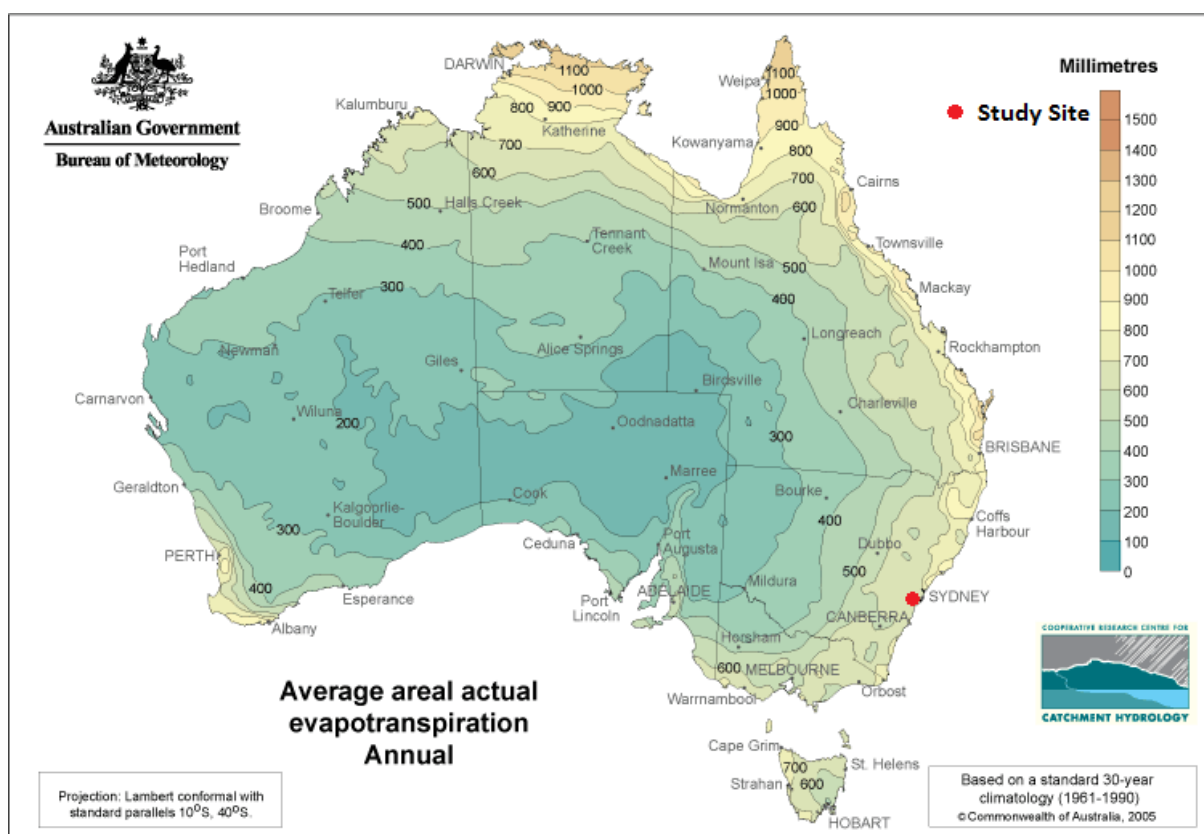 Australian Government
Bureau of Meteorology
Millimetres
Study Site
1500
1400
1300
1200
1100
1000
900
800
700
600
500
400
300
200
100
0
DARWIN
1100
1000
900
800
Katherine
700
600
Kalumburu
500
Halls Creek
Broome
400
Tennant
Creek
Port
Hedland
Telfer
300
Newman
Giles
Alice Springs
Carnarvon
Wiluna
200
Oodnadatta
Geraldton
Kalgoorlie-
Boulder
300
Cook
Marree
PERTH
400
Albany
Esperance
Ceduna
Port
Augusta
Port
Lincoln
ADELAIDE
Weipa
1100
1000
900
Kowanyama
800
700
600
Normanton
Cairns
Townsville
Mount Isa
500
Mackay
400
Longreach
Rockhampton
Birdsville
Charleville
300
BRISBANE
Bourke
400
Coffs
Harbour
Dubbo
500
Mildura
SYDNEY
CANBERRA
Horsham
600
MELBOURNE
Warrnambool
Orbost
Cape Grim
700
St. Helens
Strahan
600
HOBART
Average areal actual
evapotranspiration
Annual
Projection: Lambert conformal with
standard parallels 10°S, 40°S.
COOPERATIVE RESEARCH CENTRE FOR
CATCHMENT HYDROLOGY
Based on a standard 30-year
climatology (1961-1990)
© Commonwealth of Australia, 2005